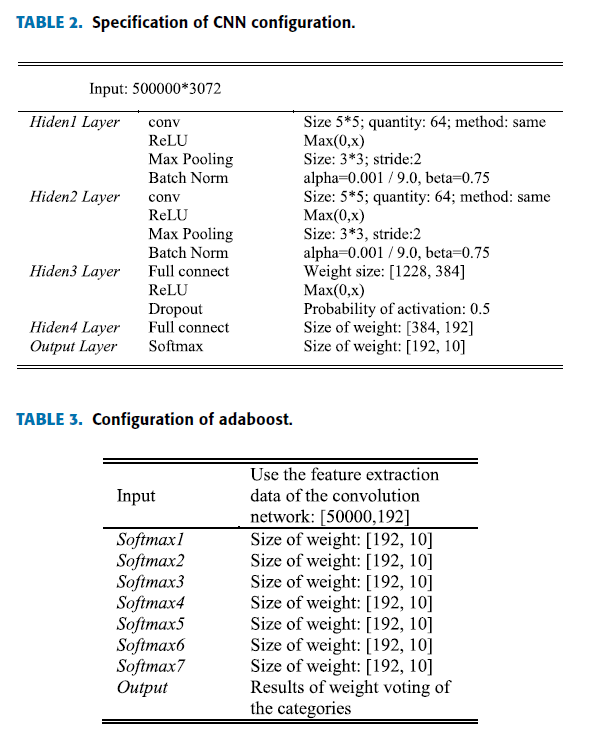 TABLE 2. Specification of CNN configuration.
Input: 500000*3072
Hiden1 Layer conv Size 5*5; quantity: 64; method: same
ReLU Max(0,x)
Max Pooling Size: 3*3; stride:2
Batch Norm alpha=0.001 / 9.0, beta=0.75
Hiden2 Layer conv Size: 5*5; quantity: 64; method: same
ReLU Max(0,x)
Max Pooling Size: 3*3, stride:2
Batch Norm alpha=0.001 / 9.0, beta=0.75
Hiden3 Layer Full connect Weight size: [1228, 384]
ReLU Max(0,x)
Dropout Probability of activation: 0.5
Hiden4 Layer Full connect Size of weight: [384, 192]
Output Layer Softmax Size of weight: [192, 10]
TABLE 3. Configuration of adaboost.
Use the feature extraction
Input data of the convolution
network: [50000,192]
Softmax1 Size of weight: [192, 10]
Softmax2 Size of weight: [192, 10]
Softmax3 Size of weight: [192, 10]
Softmax4 Size of weight: [192, 10]
Softmax5 Size of weight: [192, 10]
Softmax6 Size of weight: [192, 10]
Softmax7 Size of weight: [192, 10]
Output Results of weight voting of
the categories